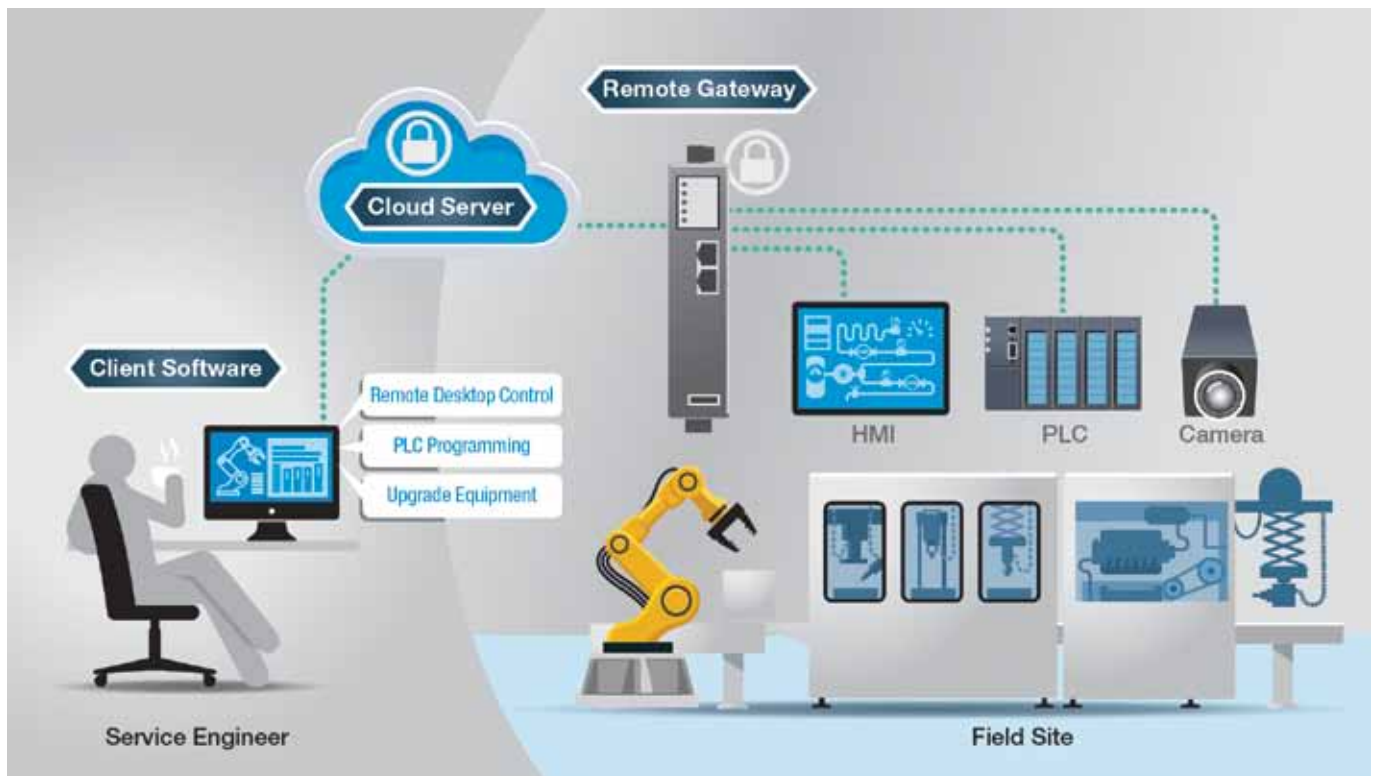 Remote Gateway
Cloud Server
Client Software
Remote Desktop Control
PLC Programming
Upgrade Equipment
HMI
PLC
Camera
Service Engineer
Field Site